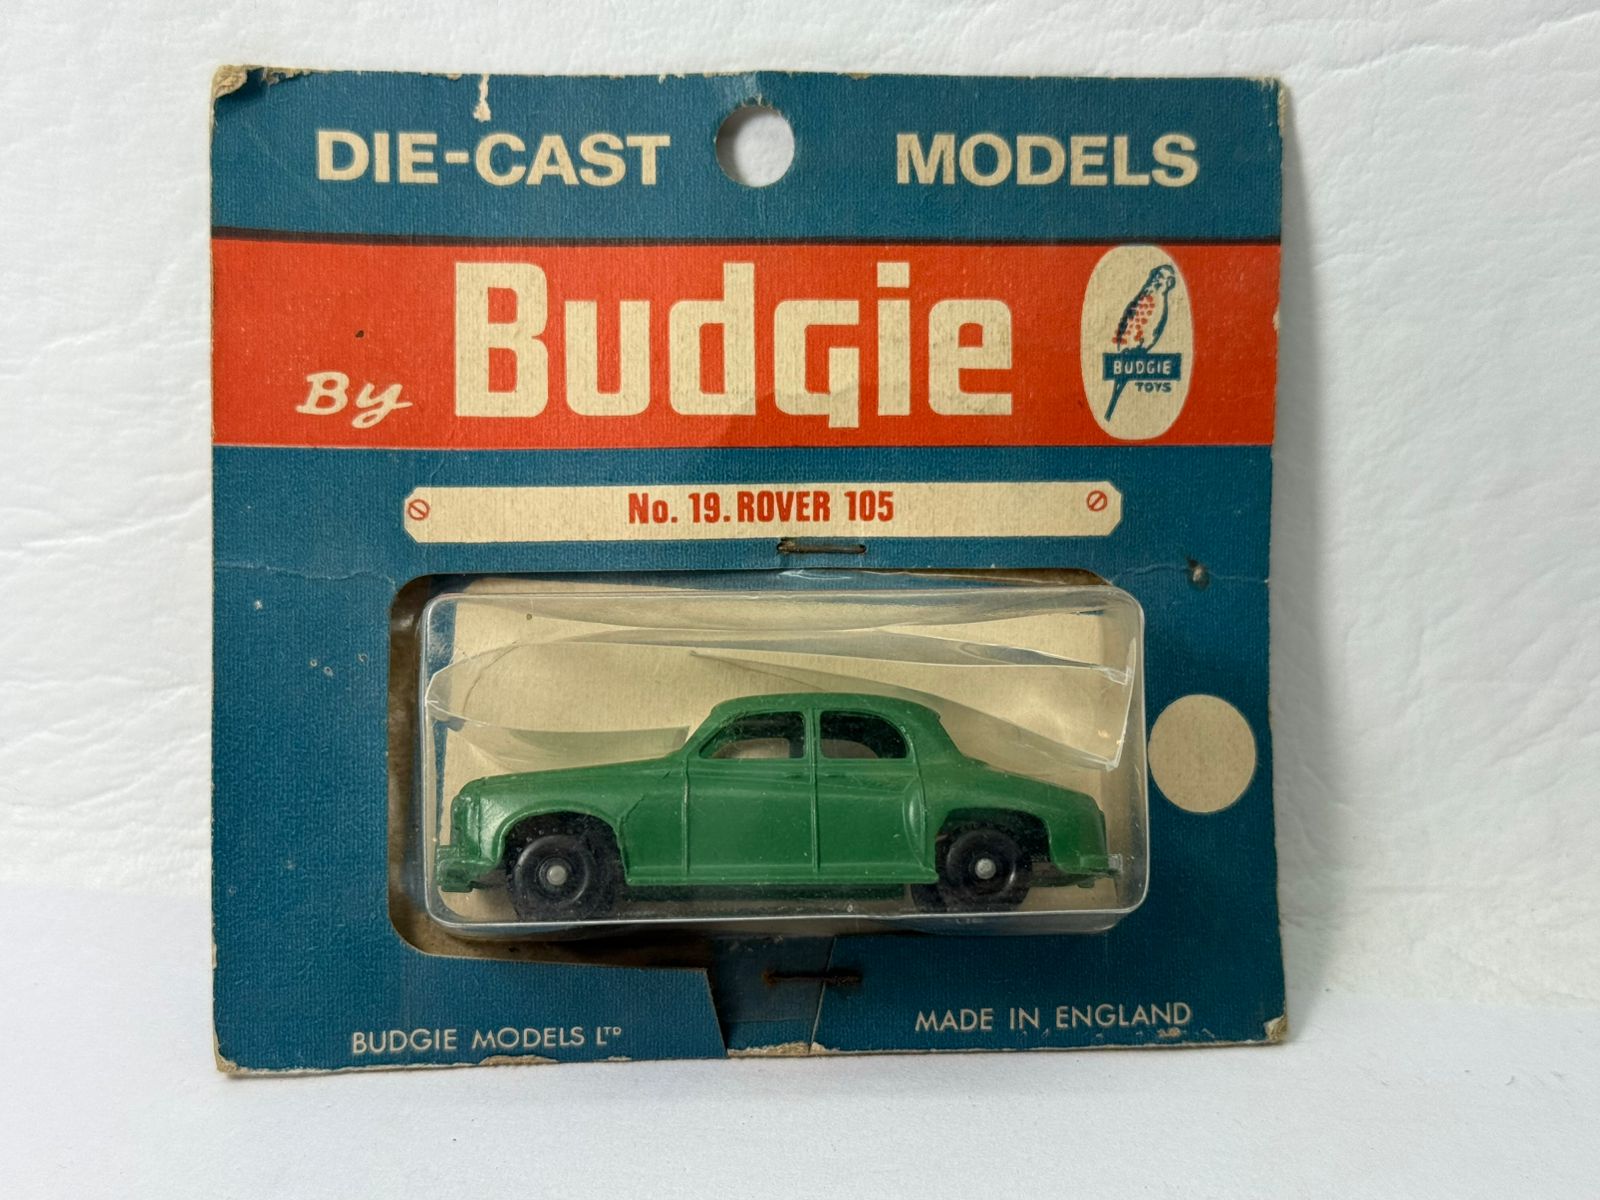 DIE-CAST MODELS
By Budgie
BUDGIE
TOYS
No. 19. ROVER 105
BUDGIE MODELS LTD
MADE IN ENGLAND